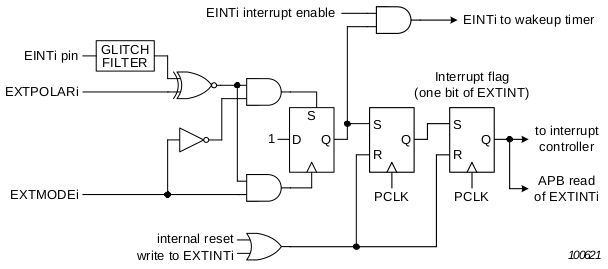 EINTi interrupt enable
EINTi to wakeup timer
EINTi pin
GLITCH
FILTER
Interrupt flag
(one bit of EXTINT)
EXTPOLARi
S
1
D
Q
S
Q
R
S
Q
R
to interrupt
controller
EXTMODEi
PCLK
PCLK
APB read
of EXTINTi
internal reset
write to EXTINTi
100621